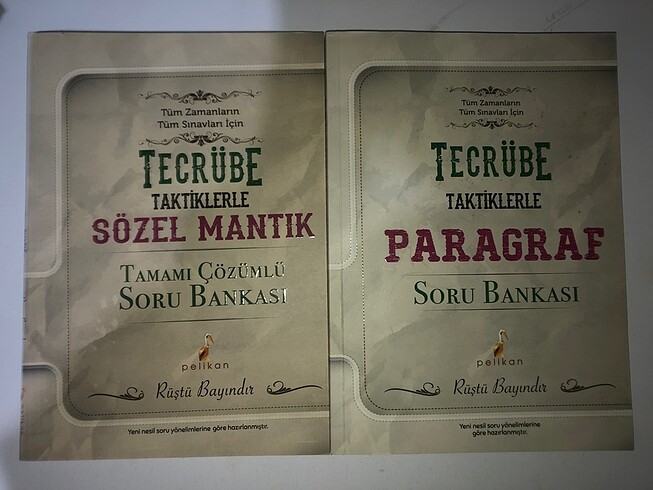 Tüm Zamanların
Tüm Sınavları İçin
TECRÜBE
TAKTİKLERLE
SÖZEL MANTIK
TAMAMI ÇÖZÜMLÜ
SORU BANKASI
pelikan
Rüştü Bayındır
Yeni nesil soru yönelimlerine göre hazırlanmıştır.
Tüm Zamanların
Tüm Sınavları İçin
TECRÜBE
TAKTİKLERLE
PARAGRAF
SORU BANKASI
pelikan
Rüştü Bayındır
Yeni nesil soru yönelimlerine
göre hazırlanmıştır.